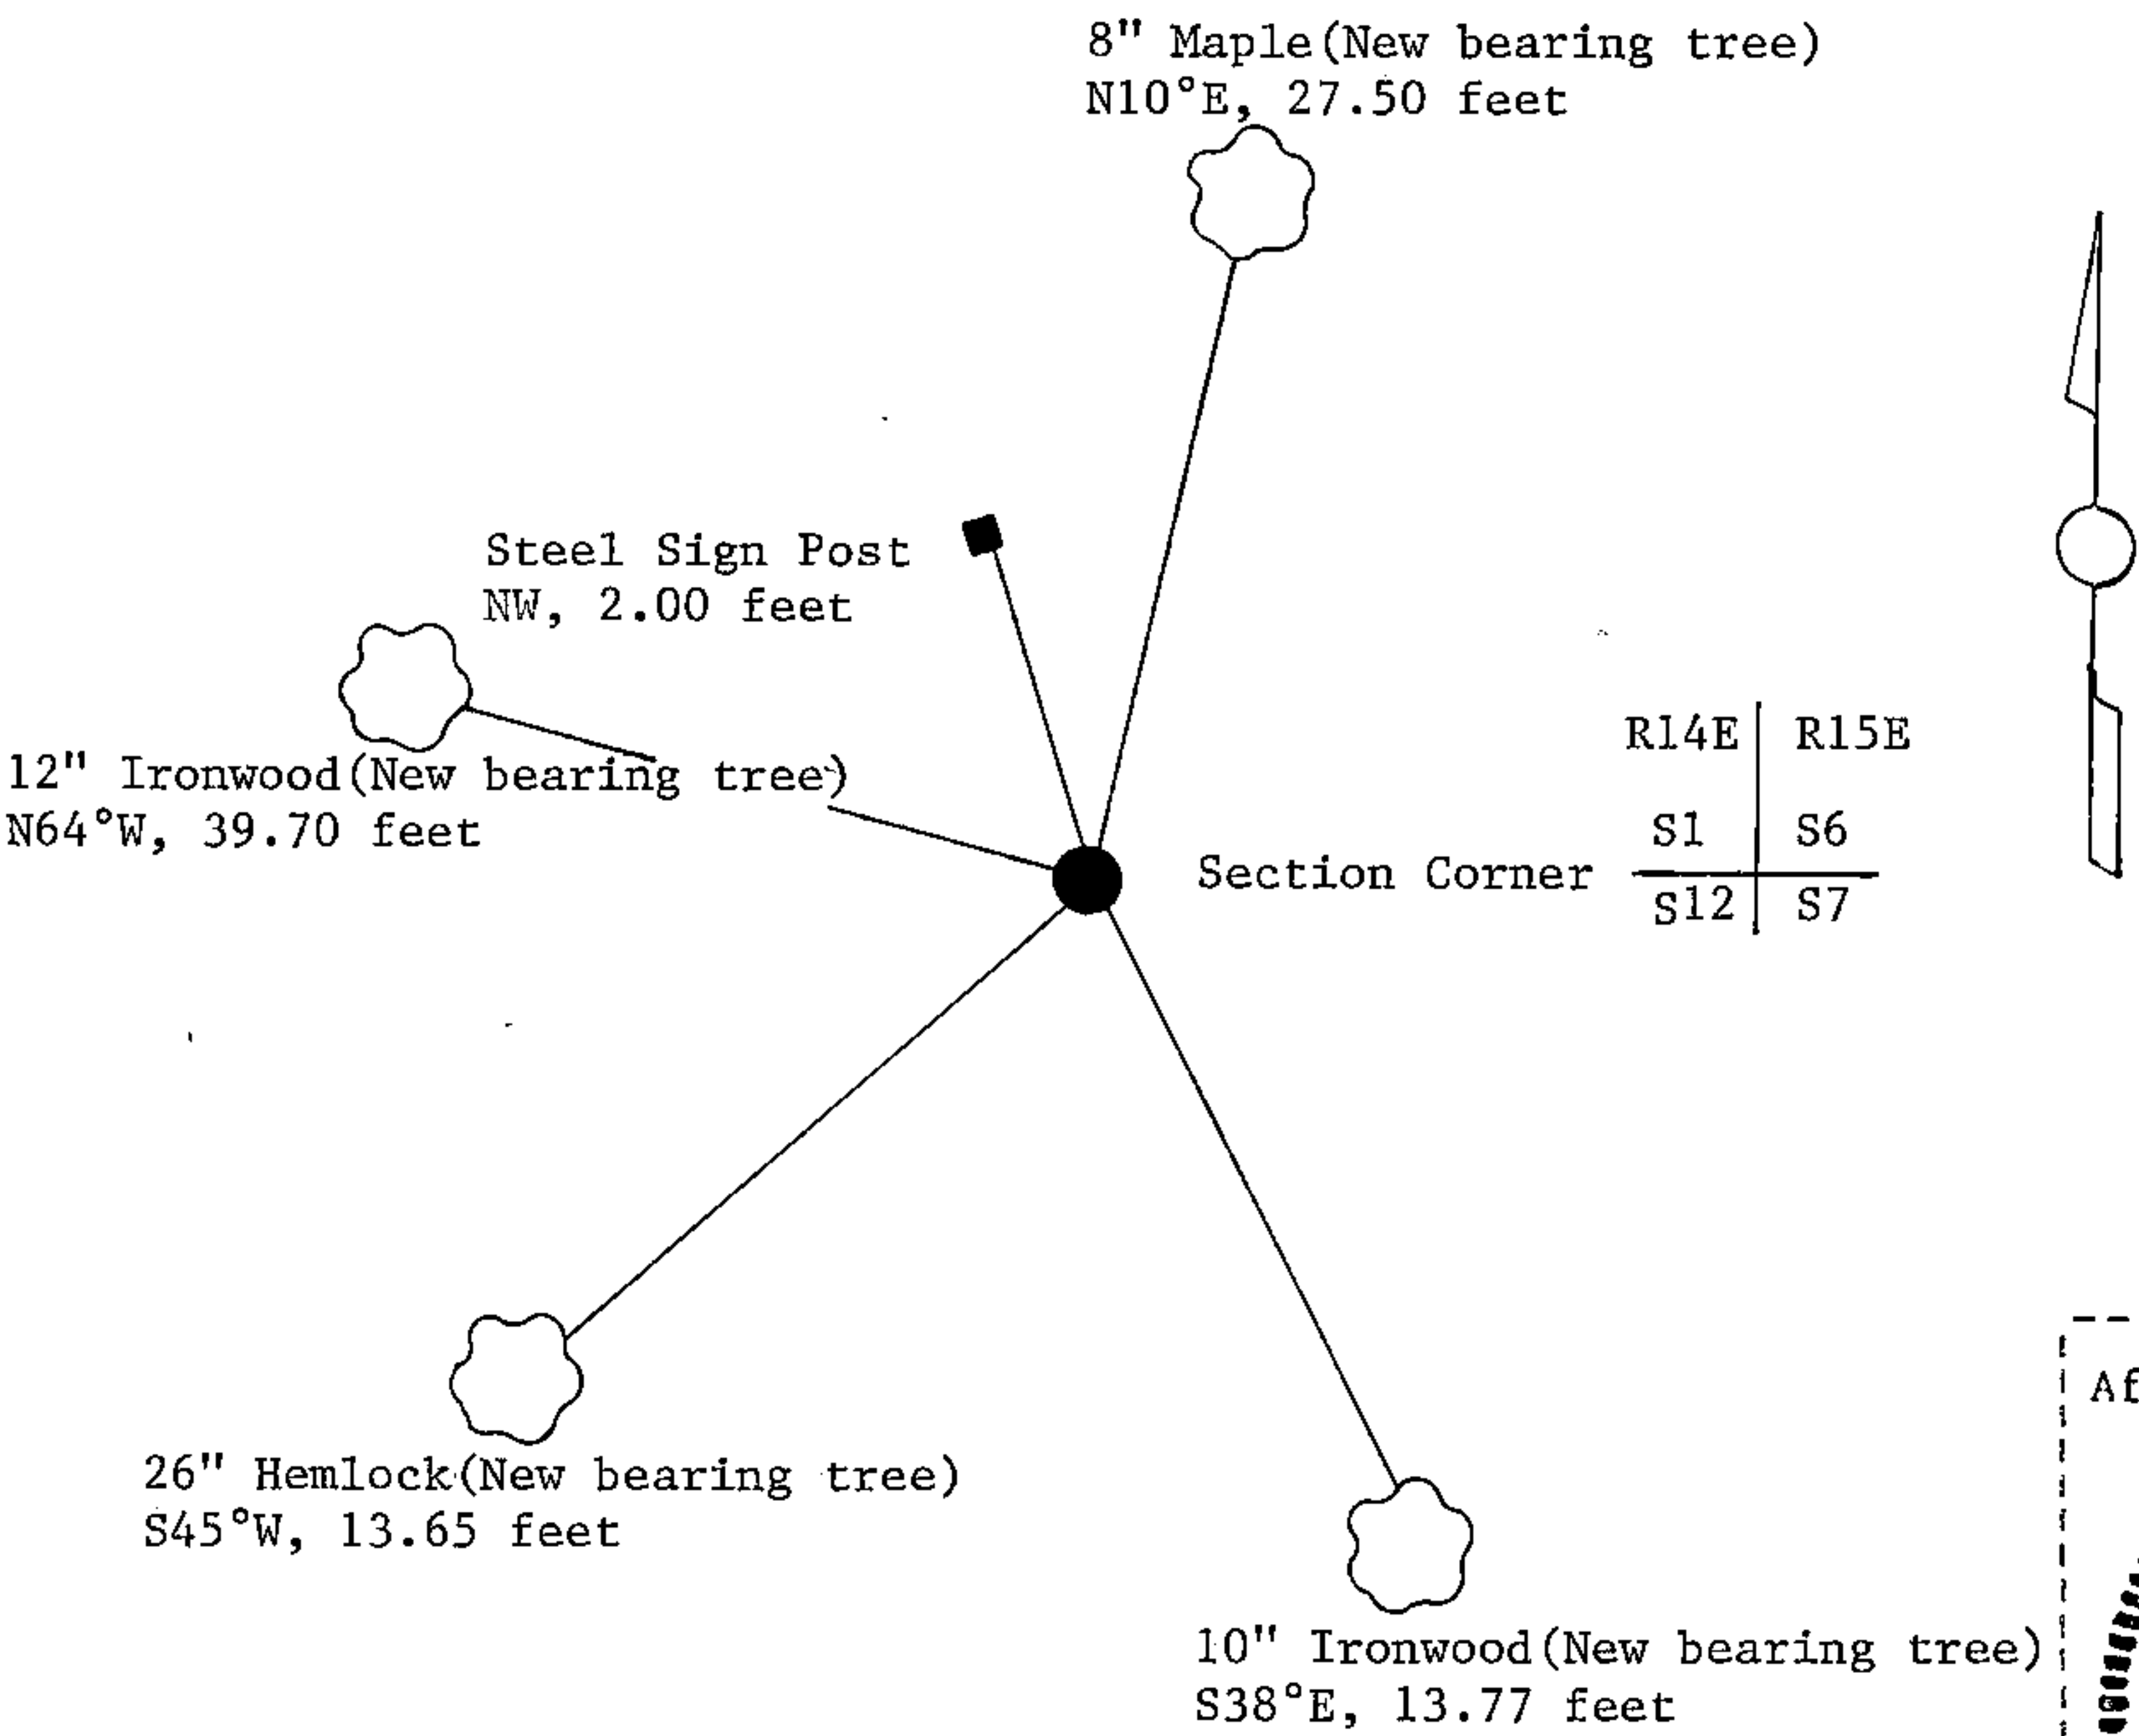 8" Maple(New bearing tree)
N10°E, 27.50 feet
Steel Sign Post
NW, 2.00 feet
R14E R15E
12" Ironwood(New bearing tree)
N64°W, 39.70 feet
S1 S6
Section Corner
S12 S7
26" Hemlock(New bearing tree)
S45°W, 13.65 feet
10" Ironwood(New bearing tree)
S38°E, 13.77 feet